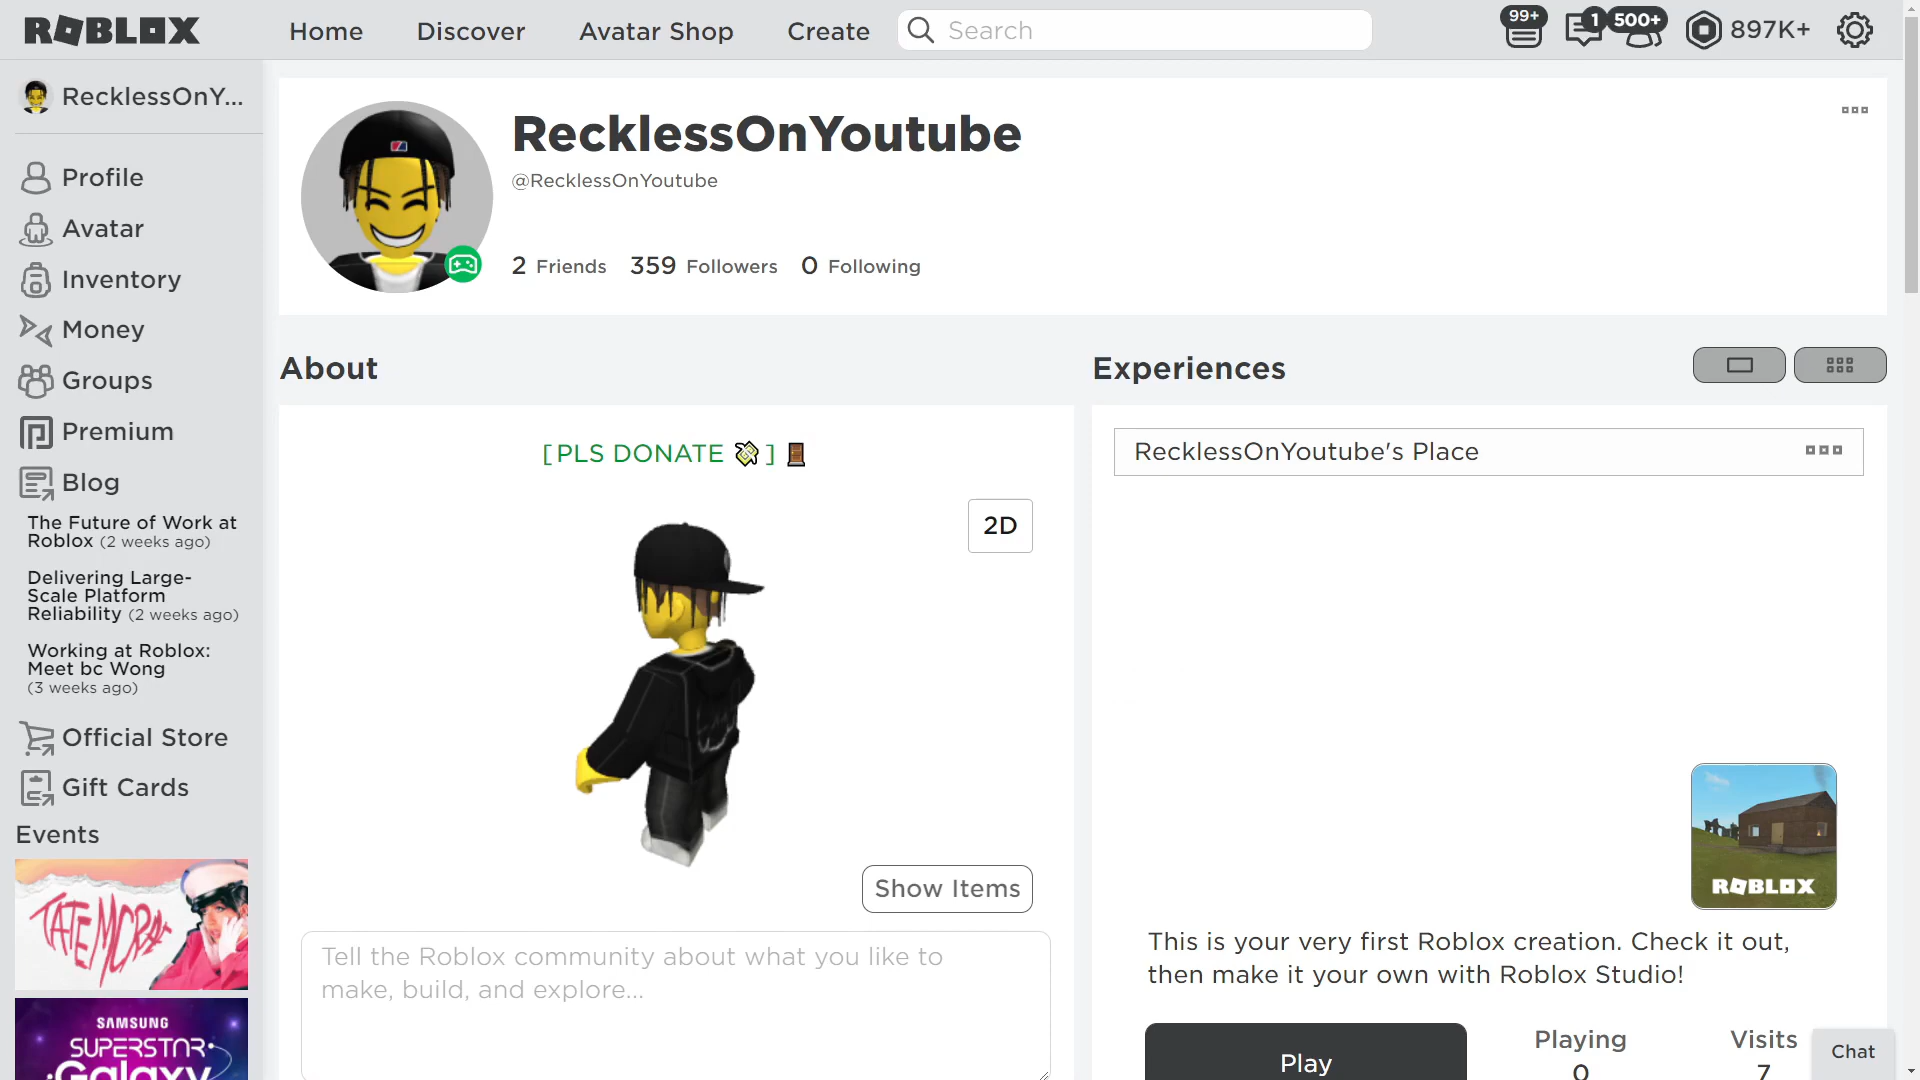 ROBLOX
Home
Discover
Avatar Shop
Create
Search
99+
1
500+
897K+
RecklessOnY...
Profile
Avatar
Inventory
Money
Groups
Premium
Blog
The Future of Work at
Roblox (2 weeks ago)
Delivering Large-
Scale Platform
Reliability (2 weeks ago)
Working at Roblox:
Meet bc Wong
(3 weeks ago)
Official Store
Gift Cards
Events
TATE MCRAE
SAMSUNG
SUPERSTAR
Galaxy
RecklessOnYoutube
@RecklessOnYoutube
2 Friends
359 Followers
0 Following
About
[PLS DONATE 💸] 🚪
2D
Show Items
Tell the Roblox community about what you like to
make, build, and explore...
Experiences
RecklessOnYoutube's Place
ROBLOX
This is your very first Roblox creation. Check it out,
then make it your own with Roblox Studio!
Play
Playing
0
Visits
7
Chat